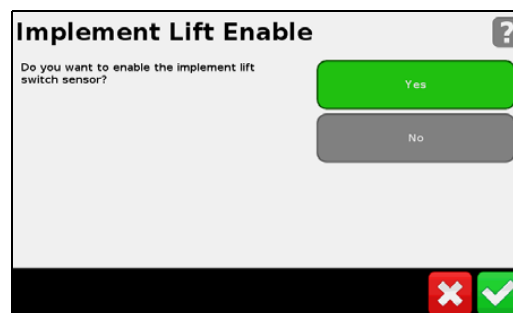 Implement Lift Enable
?
Do you want to enable the implement lift
switch sensor?
Yes
No